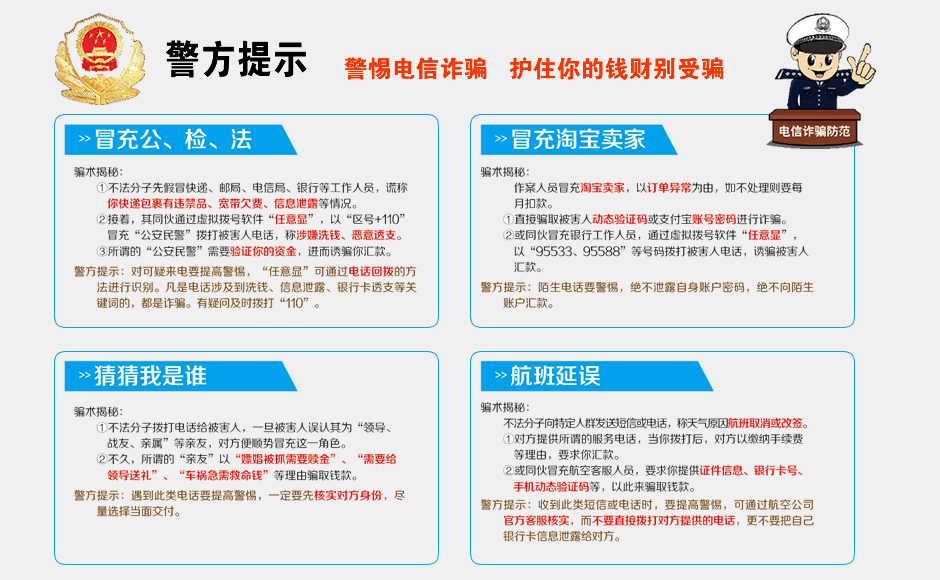 警方提示
警惕电信诈骗 护住你的钱财别受骗
电信诈骗防范
>>冒充公、检、法
骗术揭秘：
①不法分子先假冒快递、邮局、电信局、银行等工作人员，谎称
你快递包裹有违禁品、宽带欠费、信息泄露等情况。
②接着，其同伙通过虚拟拨号软件“任意显”，以“区号+110”
冒充“公安民警”拨打被害人电话，称涉嫌洗钱、恶意透支。
③所谓的“公安民警”需要验证你的资金，进而诱骗你汇款。
警方提示：对可疑来电要提高警惕，“任意显”可通过电话回拨的方
法进行识别。凡是电话涉及到洗钱、信息泄露、银行卡透支等关
键词的，都是诈骗。有疑问及时拨打“110”。
>>冒充淘宝卖家
骗术揭秘：
作案人员冒充淘宝卖家，以订单异常为由，如不处理则要每
月扣款。
①直接骗取被害人动态验证码或支付宝账号密码进行诈骗。
②或同伙冒充银行工作人员，通过虚拟拨号软件“任意显”，
以“95533、95588”等号码拨打被害人电话，诱骗被害人
汇款。
警方提示：陌生电话要警惕，绝不泄露自身账户密码，绝不向陌生
账户汇款。
>>猜猜我是谁
骗术揭秘：
①不法分子拨打电话给被害人，一旦被害人误认其为“领导、
战友、亲属”等亲友，对方便顺势冒充这一角色。
②不久，所谓的“亲友”以“嫖娼被抓需要赎金”、“需要给
领导送礼”、“车祸急需救命钱”等理由骗取钱款。
警方提示：遇到此类电话要提高警惕，一定要先核实对方身份，尽
量选择当面交付。
>>航班延误
骗术揭秘：
不法分子向特定人群发送短信或电话，称天气原因航班取消或改签。
①对方提供所谓的服务电话，当你拨打后，对方以缴纳手续费
等理由，要求你汇款。
②或同伙冒充航空客服人员，要求你提供证件信息、银行卡号、
手机动态验证码等，以此来骗取钱款。
警方提示：收到此类短信或电话时，要提高警惕，可通过航空公司
官方客服核实，而不要直接拨打对方提供的电话，更不要把自己
银行卡信息泄露给对方。